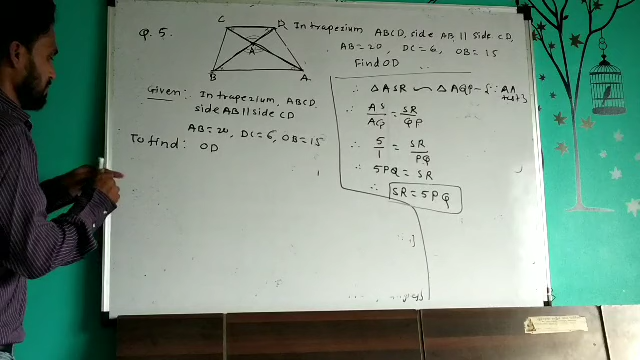 Q. 5.
C
D
B
A
In trapezium ABCD, side AB || side CD,
AB = 20, DC = 6, OB = 15
Find OD
Given: In trapezium, ABCD
side AB || side CD
AB = 20, DC = 6, OB = 15
To find: OD
∴ △ASR ~ △AQP - {∵ AA test}
∴ AS/AQ = SR/QP
∴ 5/1 = SR/PQ
∴ 5PQ = SR
∴ SR = 5PQ